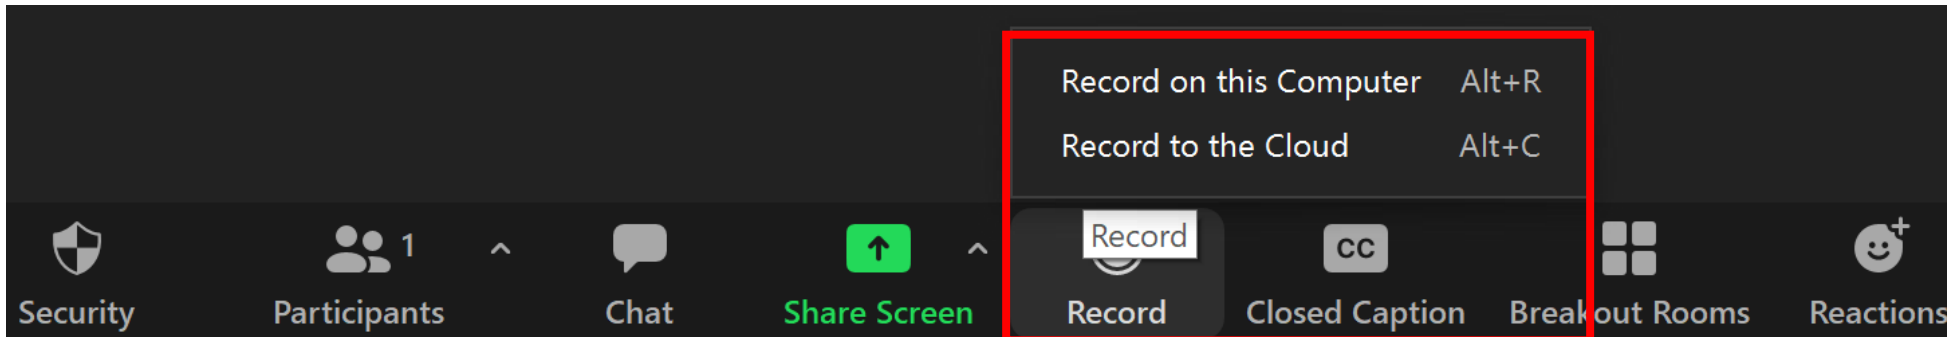 Record on this Computer Alt+R
Record to the Cloud Alt+C
1
Record
CC
Security Participants Chat Share Screen Record Closed Caption Breakout Rooms Reactions